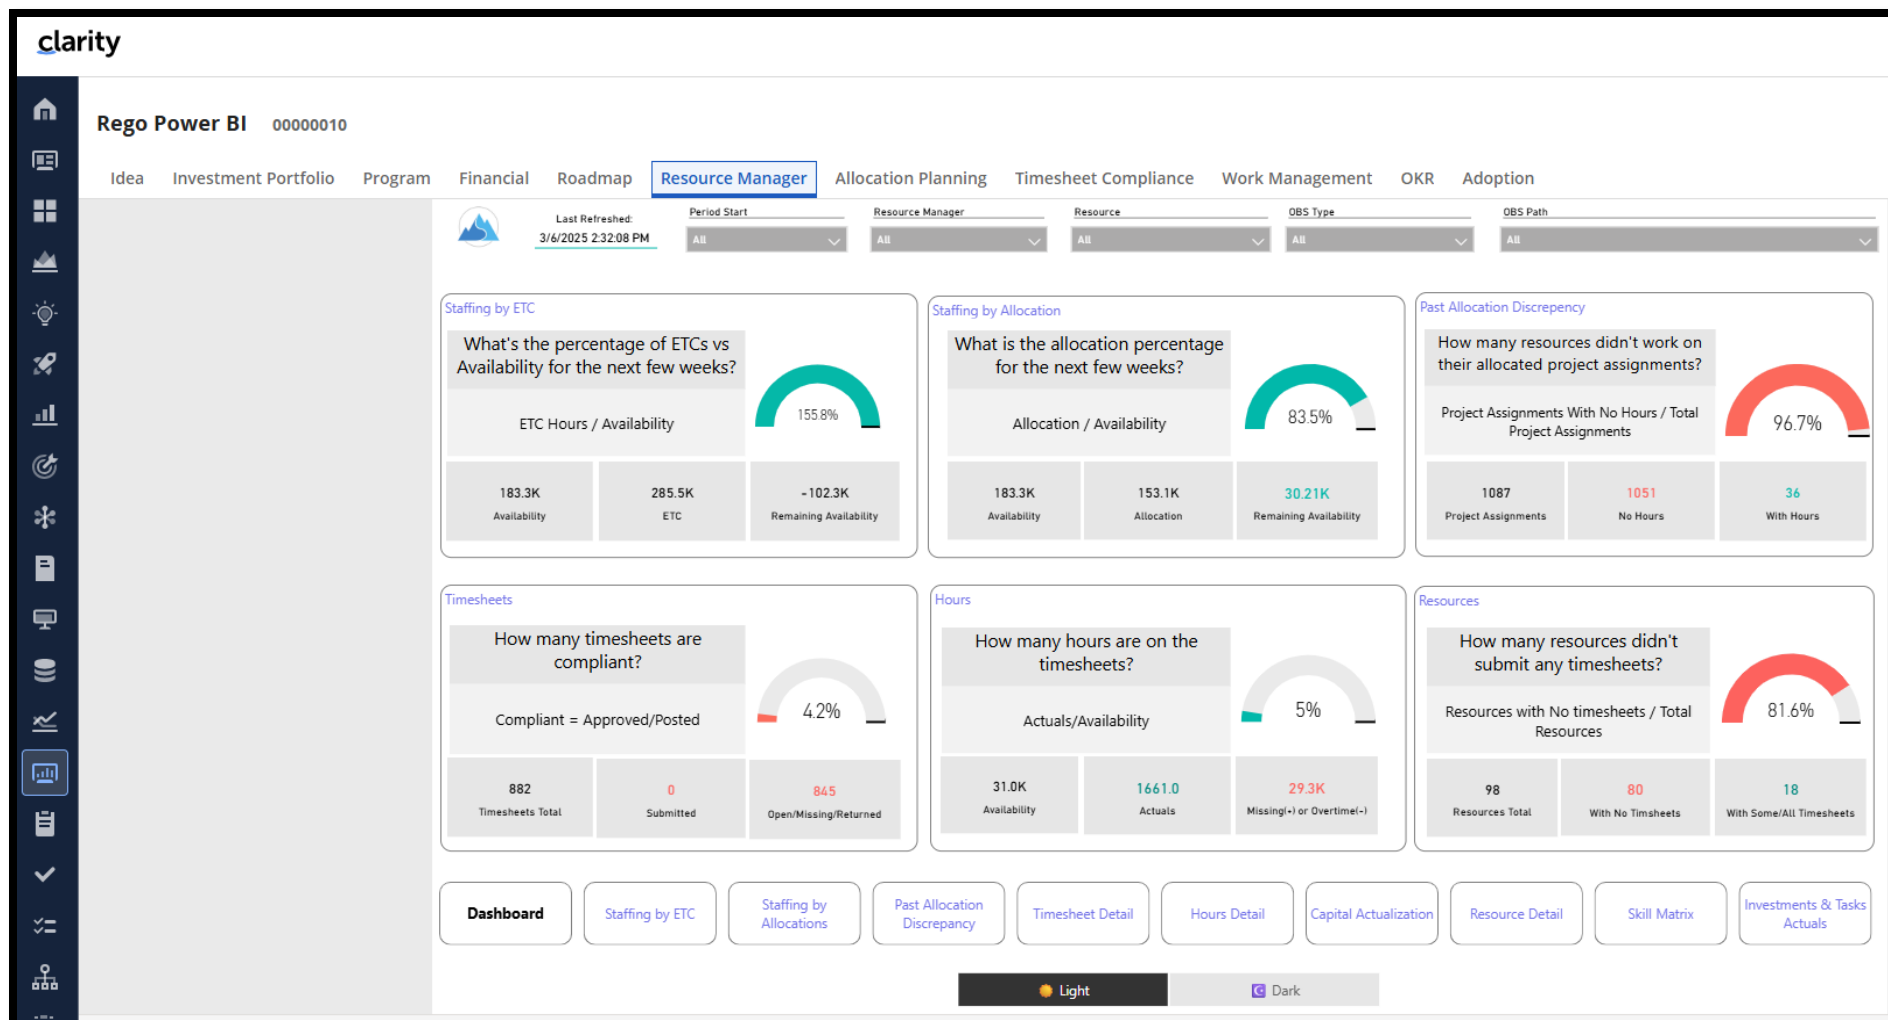 clarity
Rego Power BI 00000010
Idea Investment Portfolio Program Financial Roadmap Resource Manager Allocation Planning Timesheet Compliance Work Management OKR Adoption
Last Refreshed:
3/6/2025 2:32:08 PM
Period Start
All
Resource Manager
All
Resource
All
OBS Type
All
OBS Path
All
Staffing by ETC
What's the percentage of ETCs vs
Availability for the next few weeks?
ETC Hours / Availability
155.8%
183.3K
Availability
285.5K
ETC
-102.3K
Remaining Availability
Staffing by Allocation
What is the allocation percentage
for the next few weeks?
Allocation / Availability
83.5%
183.3K
Availability
153.1K
Allocation
30.21K
Remaining Availability
Past Allocation Discrepency
How many resources didn't work on
their allocated project assignments?
Project Assignments With No Hours / Total
Project Assignments
96.7%
1087
Project Assignments
1051
No Hours
36
With Hours
Timesheets
How many timesheets are
compliant?
Compliant = Approved/Posted
4.2%
882
Timesheets Total
0
Submitted
845
Open/Missing/Returned
Hours
How many hours are on the
timesheets?
Actuals/Availability
5%
31.0K
Availability
1661.0
Actuals
29.3K
Missing(+) or Overtime(-)
Resources
How many resources didn't
submit any timesheets?
Resources with No timesheets / Total
Resources
81.6%
98
Resources Total
80
With No Timsheets
18
With Some/All Timesheets
Dashboard
Staffing by ETC
Staffing by
Allocations
Past Allocation
Discrepancy
Timesheet Detail
Hours Detail
Capital Actualization
Resource Detail
Skill Matrix
Investments & Tasks
Actuals
Light
Dark